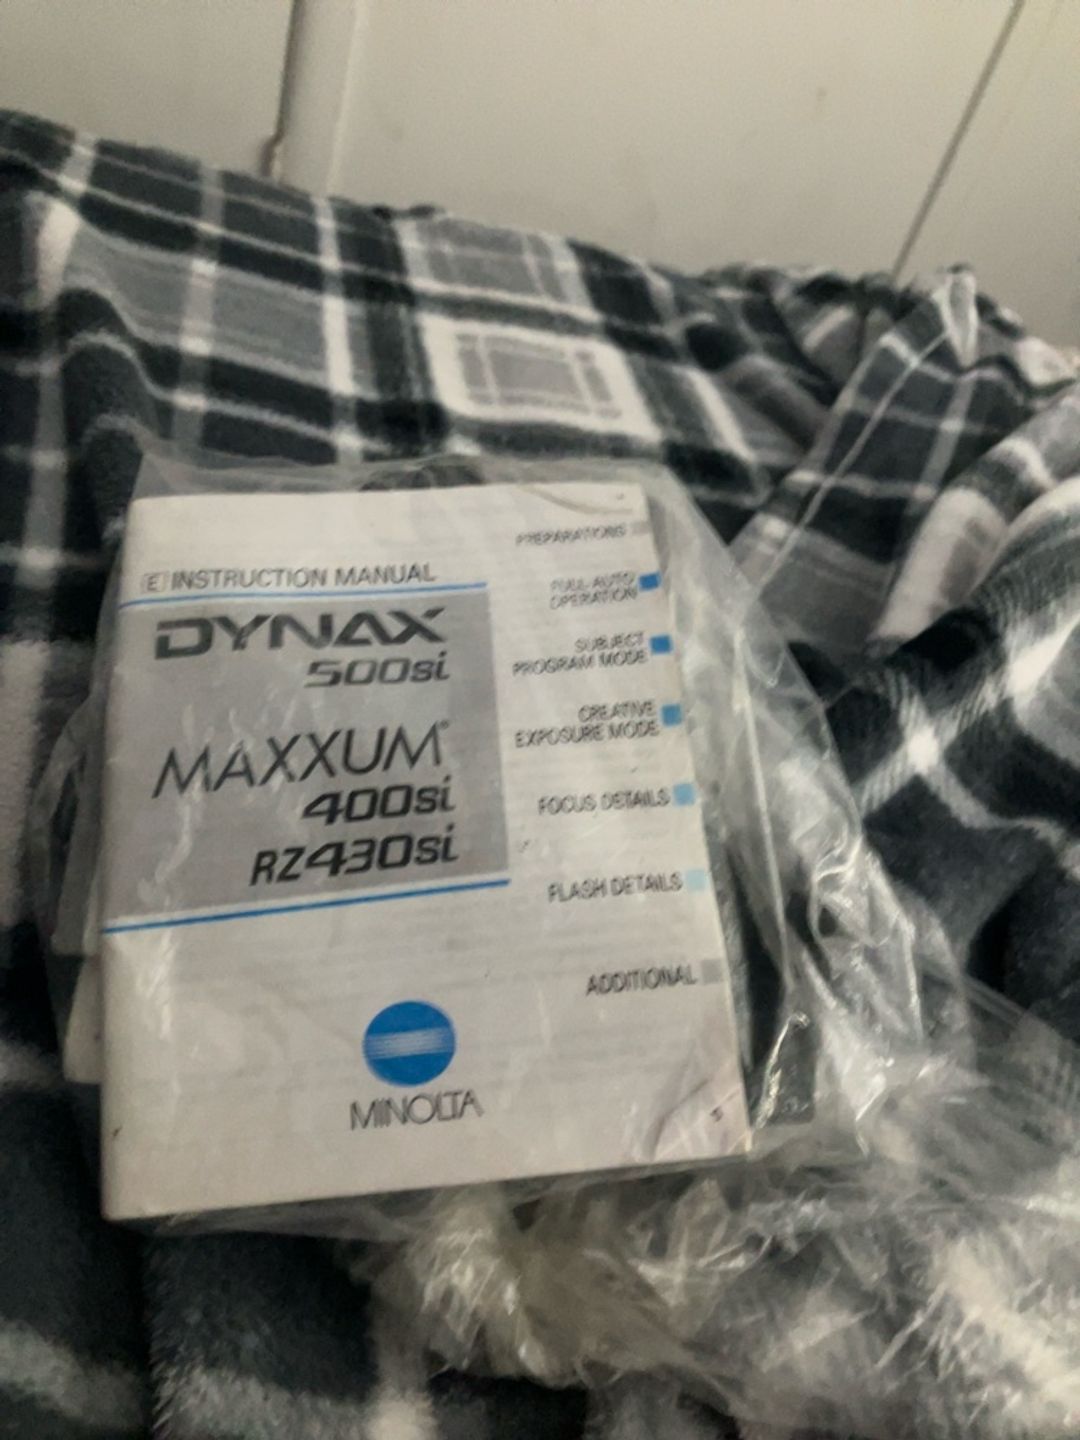 E INSTRUCTION MANUAL
DYNAX
500si
MAXXUM®
400si
RZ430si
PREPARATIONS
FULL-AUTO
OPERATION
SUBJECT
PROGRAM MODE
CREATIVE
EXPOSURE MODE
FOCUS DETAILS
FLASH DETAILS
ADDITIONAL
MINOLTA